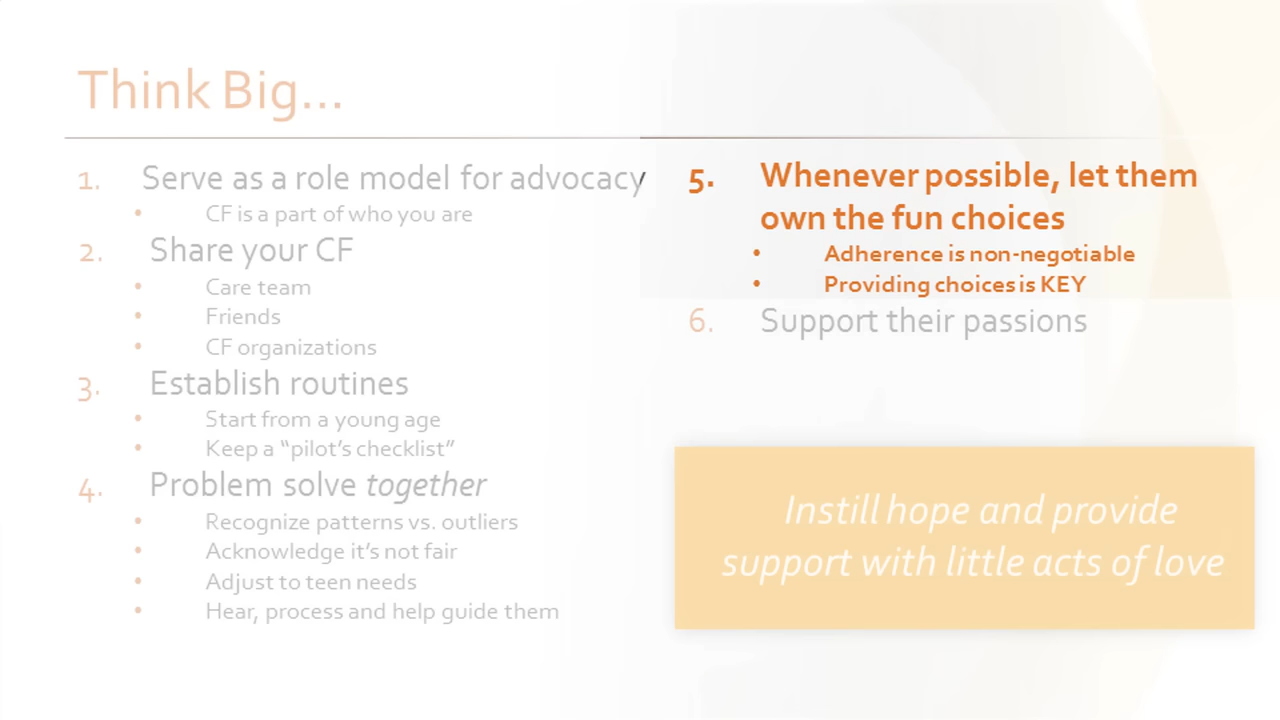 Think Big...
1. Serve as a role model for advocacy
• CF is a part of who you are
2. Share your CF
• Care team
• Friends
• CF organizations
3. Establish routines
• Start from a young age
• Keep a “pilot’s checklist”
4. Problem solve together
• Recognize patterns vs. outliers
• Acknowledge it’s not fair
• Adjust to teen needs
• Hear, process and help guide them
5. Whenever possible, let them
own the fun choices
• Adherence is non-negotiable
• Providing choices is KEY
6. Support their passions
Instill hope and provide
support with little acts of love